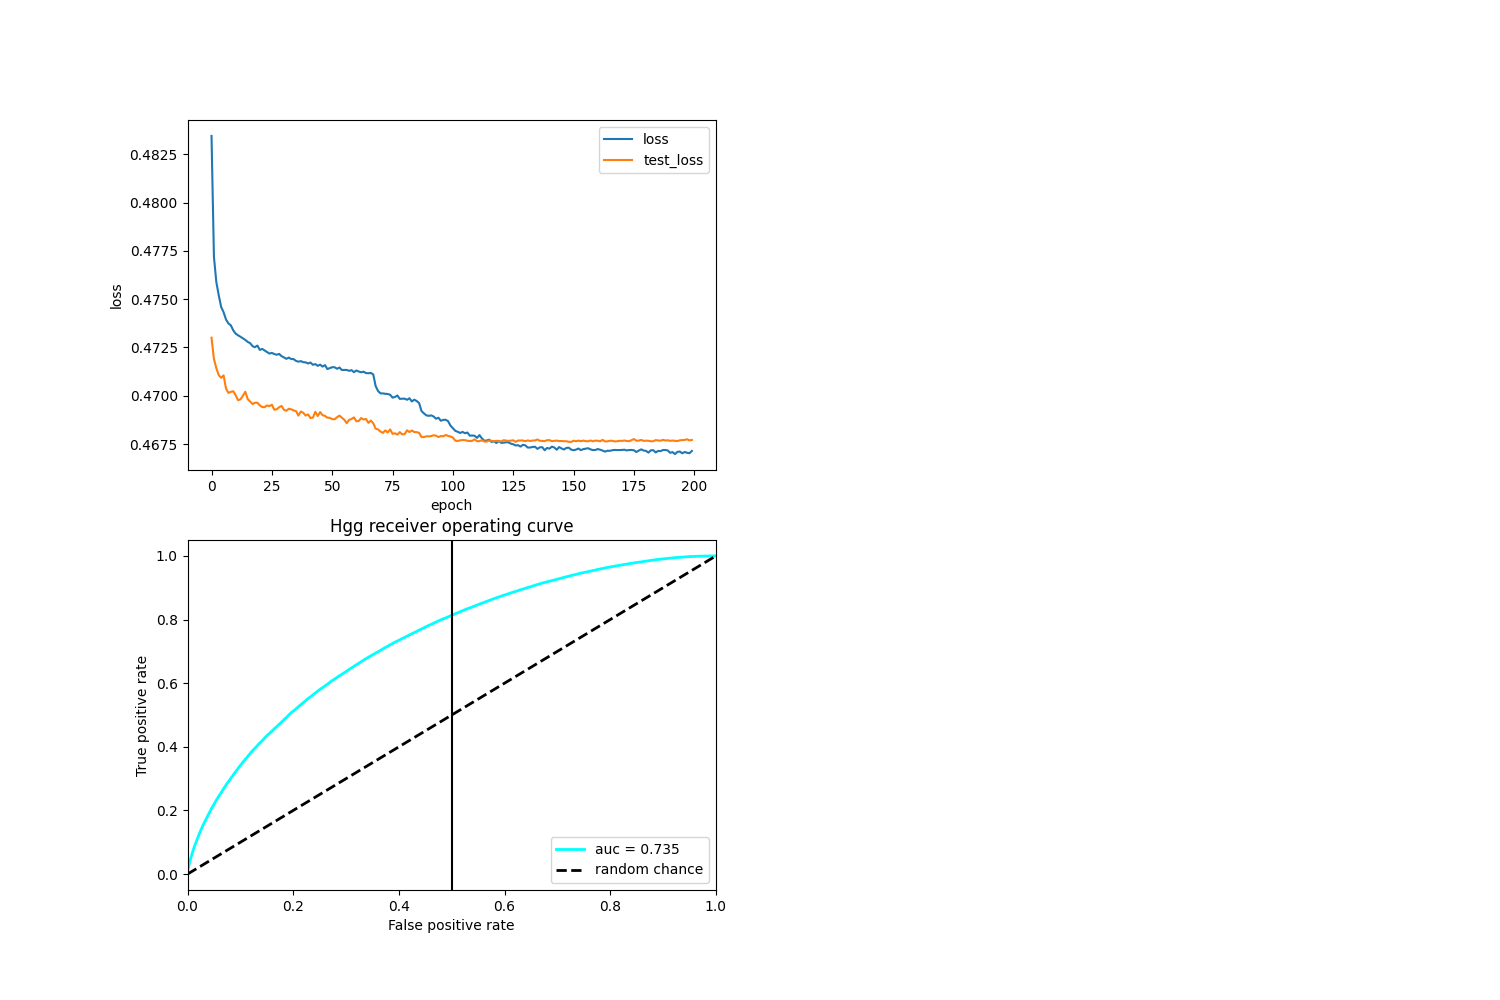 loss
test_loss
0.4825
0.4800
0.4775
0.4750
0.4725
0.4700
0.4675
loss
0 25 50 75 100 125 150 175 200
epoch
Hgg receiver operating curve
1.0
0.8
0.6
0.4
0.2
0.0
True positive rate
auc = 0.735
random chance
0.0 0.2 0.4 0.6 0.8 1.0
False positive rate